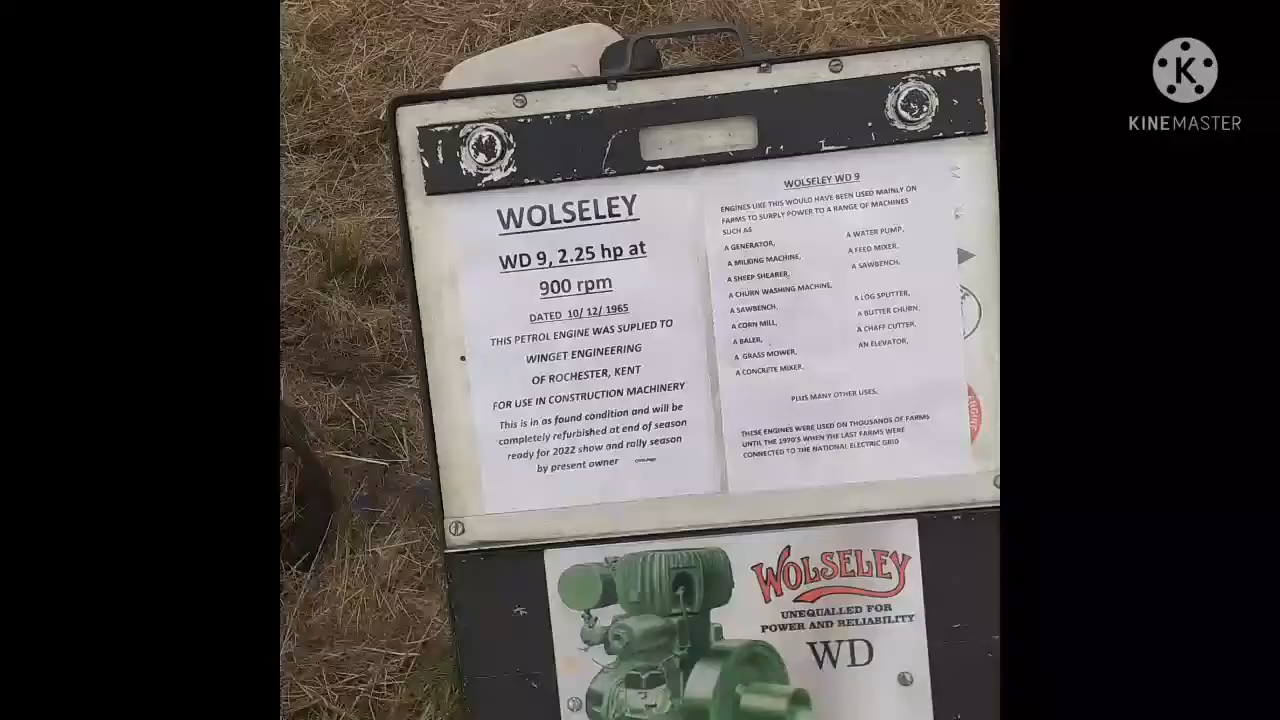 WOLSELEY
WD 9, 2.25 hp at
900 rpm
DATED 10/ 12/ 1965
THIS PETROL ENGINE WAS SUPLIED TO
WINGET ENGINEERING
OF ROCHESTER, KENT
FOR USE IN CONSTRUCTION MACHINERY
This is in as found condition and will be
completely refurbished at end of season
ready for 2022 show and rally season
by present owner
WOLSELEY WD 9
ENGINES LIKE THIS WOULD HAVE BEEN USED MAINLY ON
FARMS TO SURPLY POWER TO A RANGE OF MACHINES
SUCH AS
A GENERATOR,
A MILKING MACHINE,
A SHEEP SHEARER,
A CHURN WASHING MACHINE,
A SAWBENCH,
A CORN MILL,
A BALER,
A GRASS MOWER,
A CONCRETE MIXER.
A WATER PUMP,
A FEED MIXER,
A SAWBENCH,
A LOG SPLITTER,
A BUTTER CHURN,
A CHAFF CUTTER,
AN ELEVATOR,
PLUS MANY OTHER USES,
THESE ENGINES WERE USED ON THOUSANDS OF FARMS
UNTIL THE 1970'S WHEN THE LAST FARMS WERE
CONNECTED TO THE NATIONAL ELECTRIC GRID
ENGINE
WOLSELEY
UNEQUALLED FOR
POWER AND RELIABILITY
WD
K
KINEMASTER